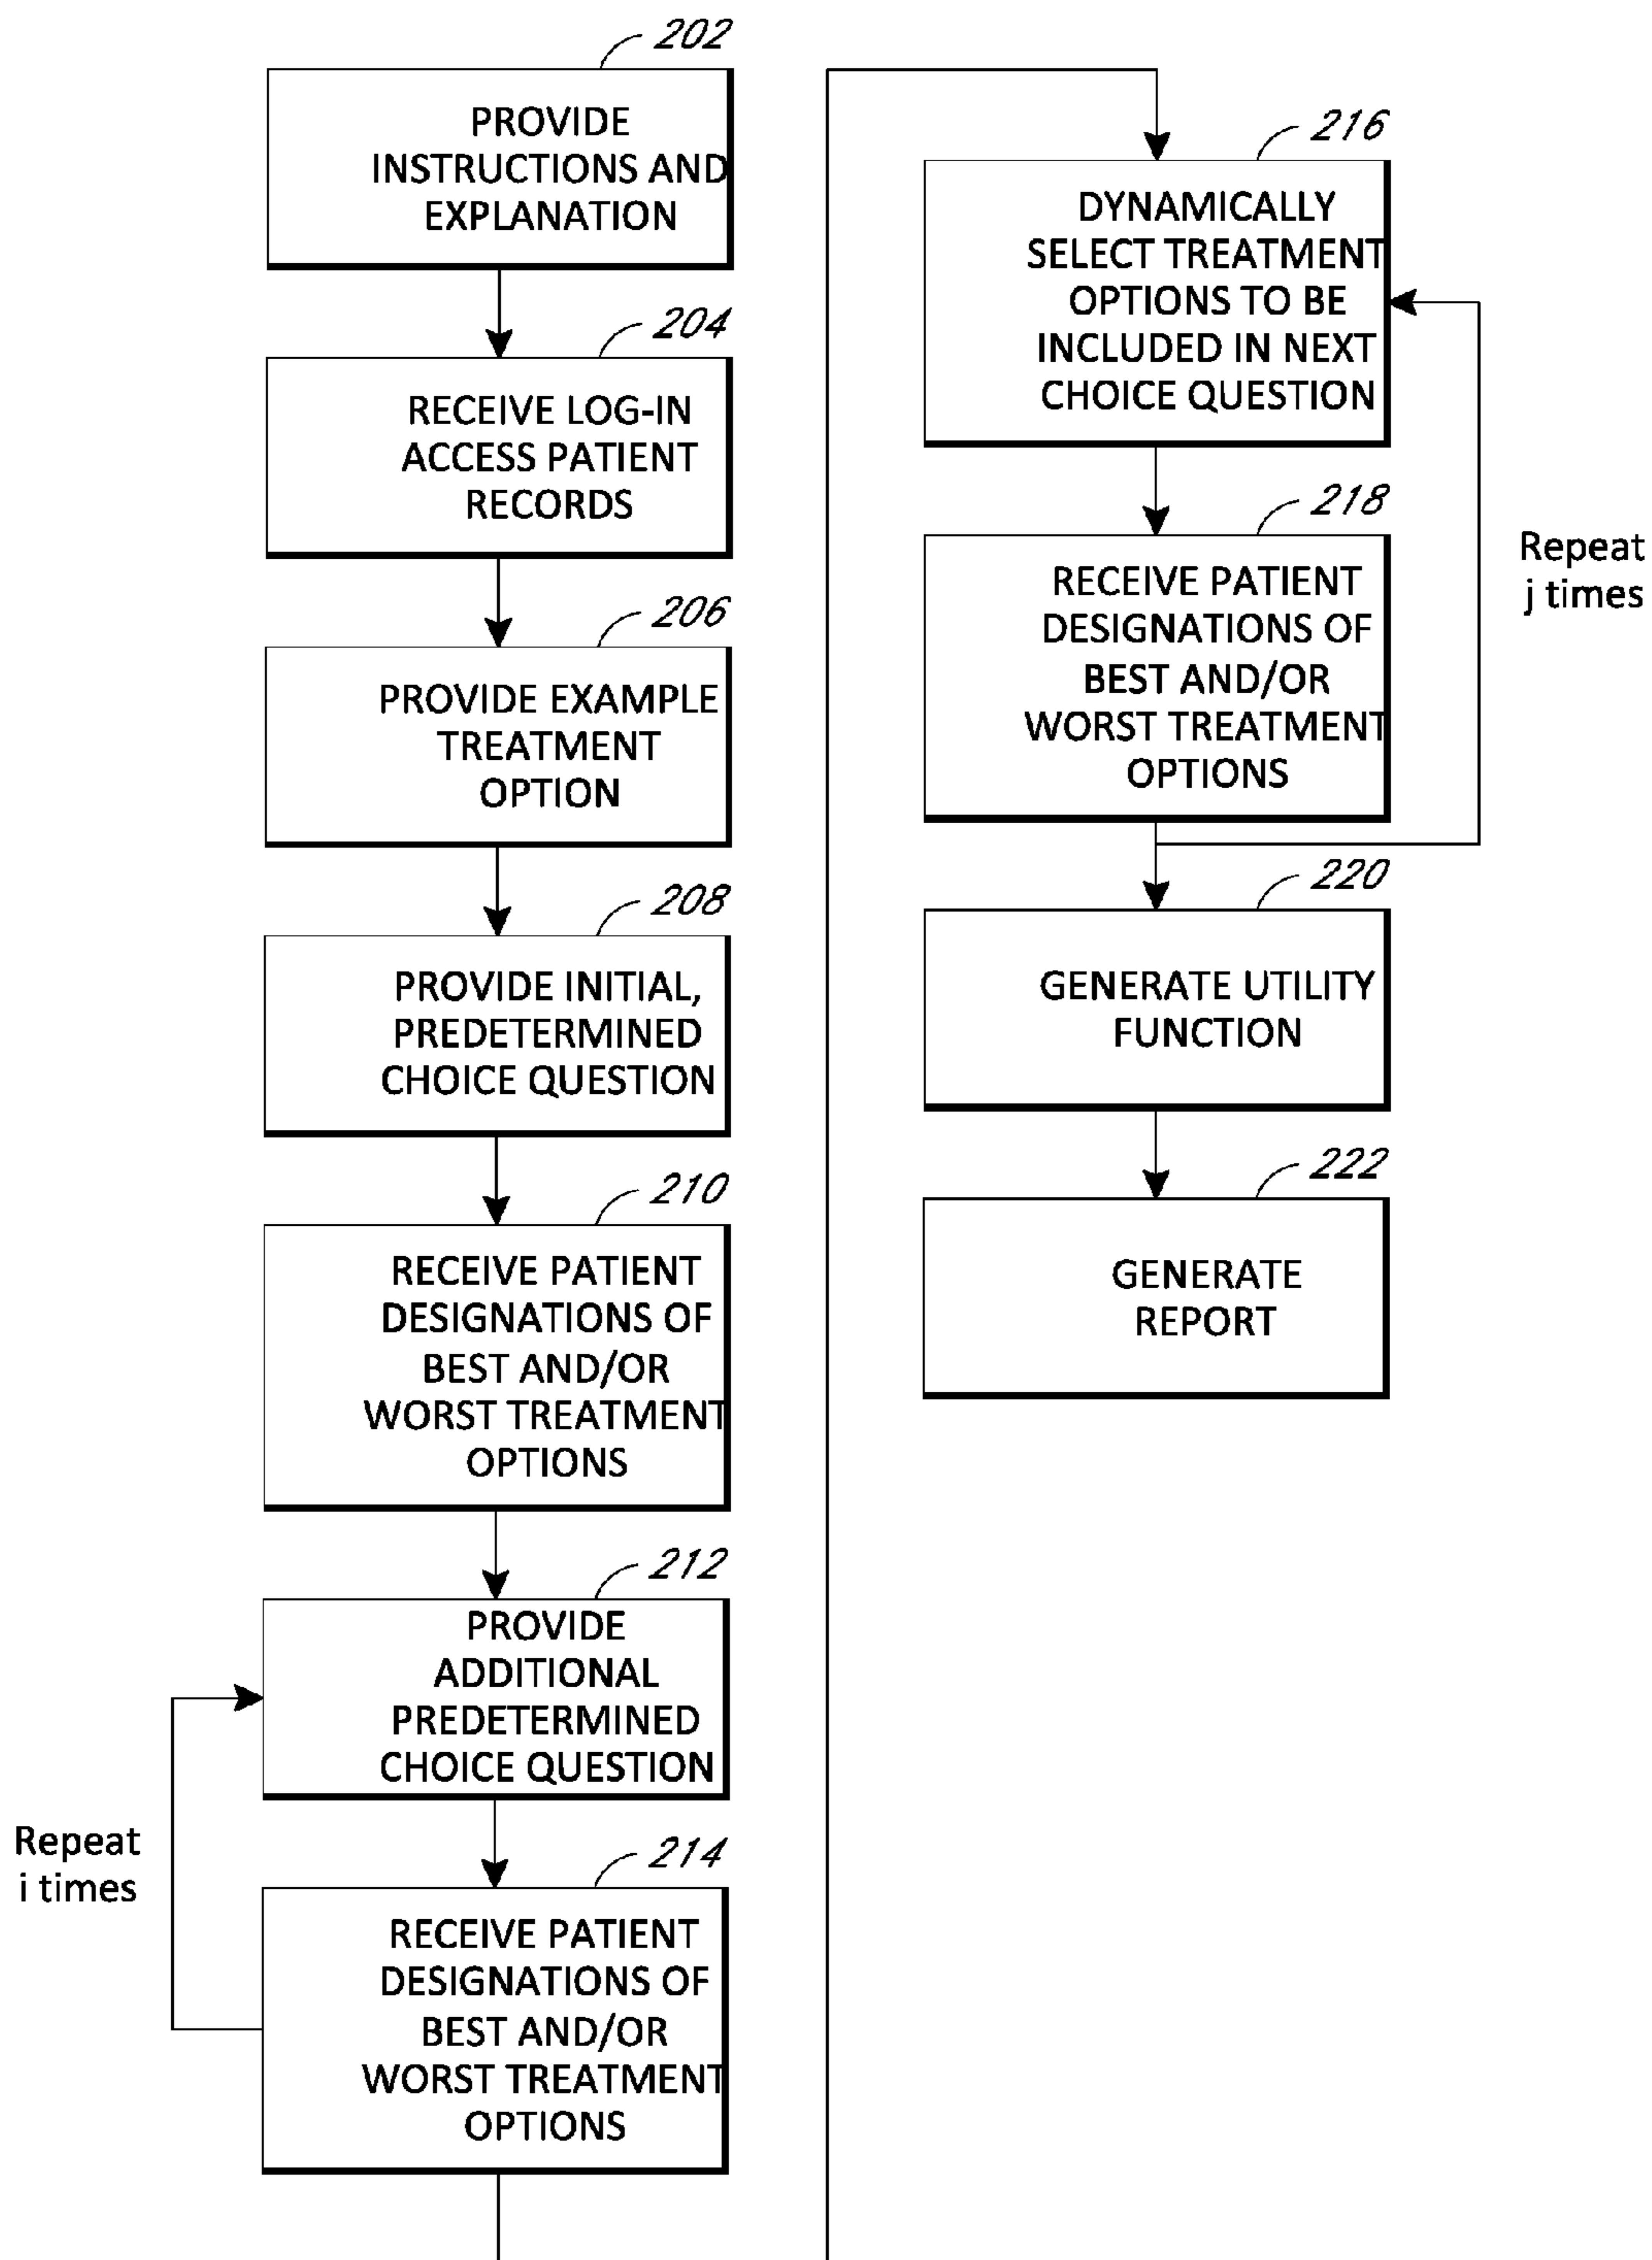 202
PROVIDE
INSTRUCTIONS AND
EXPLANATION
204
RECEIVE LOG-IN
ACCESS PATIENT
RECORDS
206
PROVIDE EXAMPLE
TREATMENT
OPTION
208
PROVIDE INITIAL,
PREDETERMINED
CHOICE QUESTION
210
RECEIVE PATIENT
DESIGNATIONS OF
BEST AND/OR
WORST TREATMENT
OPTIONS
212
PROVIDE
ADDITIONAL
PREDETERMINED
CHOICE QUESTION
Repeat
i times
214
RECEIVE PATIENT
DESIGNATIONS OF
BEST AND/OR
WORST TREATMENT
OPTIONS
216
DYNAMICALLY
SELECT TREATMENT
OPTIONS TO BE
INCLUDED IN NEXT
CHOICE QUESTION
218
RECEIVE PATIENT
DESIGNATIONS OF
BEST AND/OR
WORST TREATMENT
OPTIONS
Repeat
j times
220
GENERATE UTILITY
FUNCTION
222
GENERATE
REPORT